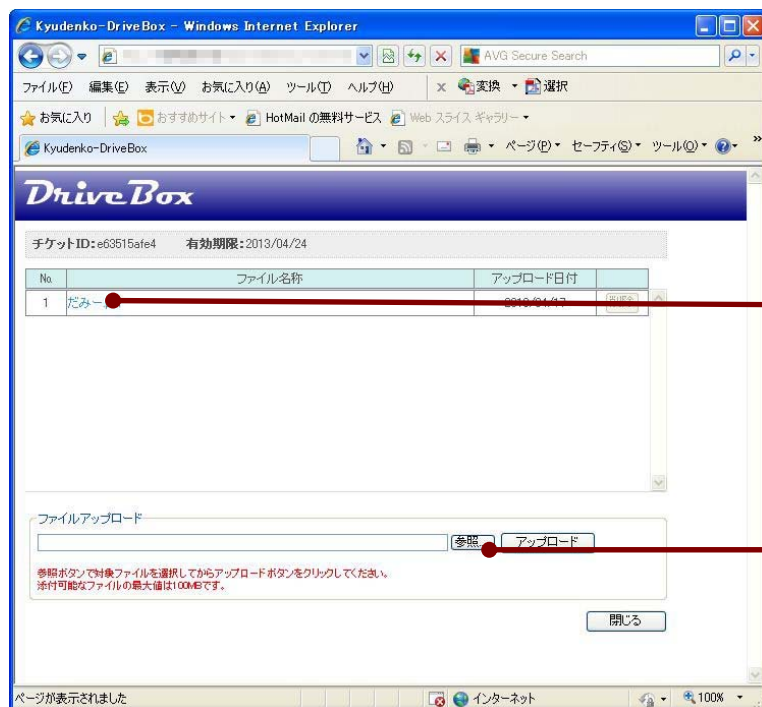 Kyudenko-DriveBox - Windows Internet Explorer
AVG Secure Search
ファイル(F) 編集(E) 表示(V) お気に入り(A) ツール(T) ヘルプ(H) x 変換 選択
お気に入り おすすめサイト HotMail の無料サービス Web スライス ギャラリー
Kyudenko-DriveBox ページ(P) セーフティ(S) ツール(O) »
DriveBox
チケットID:e63515afe4 有効期限:2013/04/24
No. ファイル名称 アップロード日付
1 だみー 2013/04/17
ファイルアップロード
参照... アップロード
参照ボタンで対象ファイルを選択してからアップロードボタンをクリックしてください。
添付可能なファイルの最大値は100MBです。
閉じる
ページが表示されました インターネット 100%